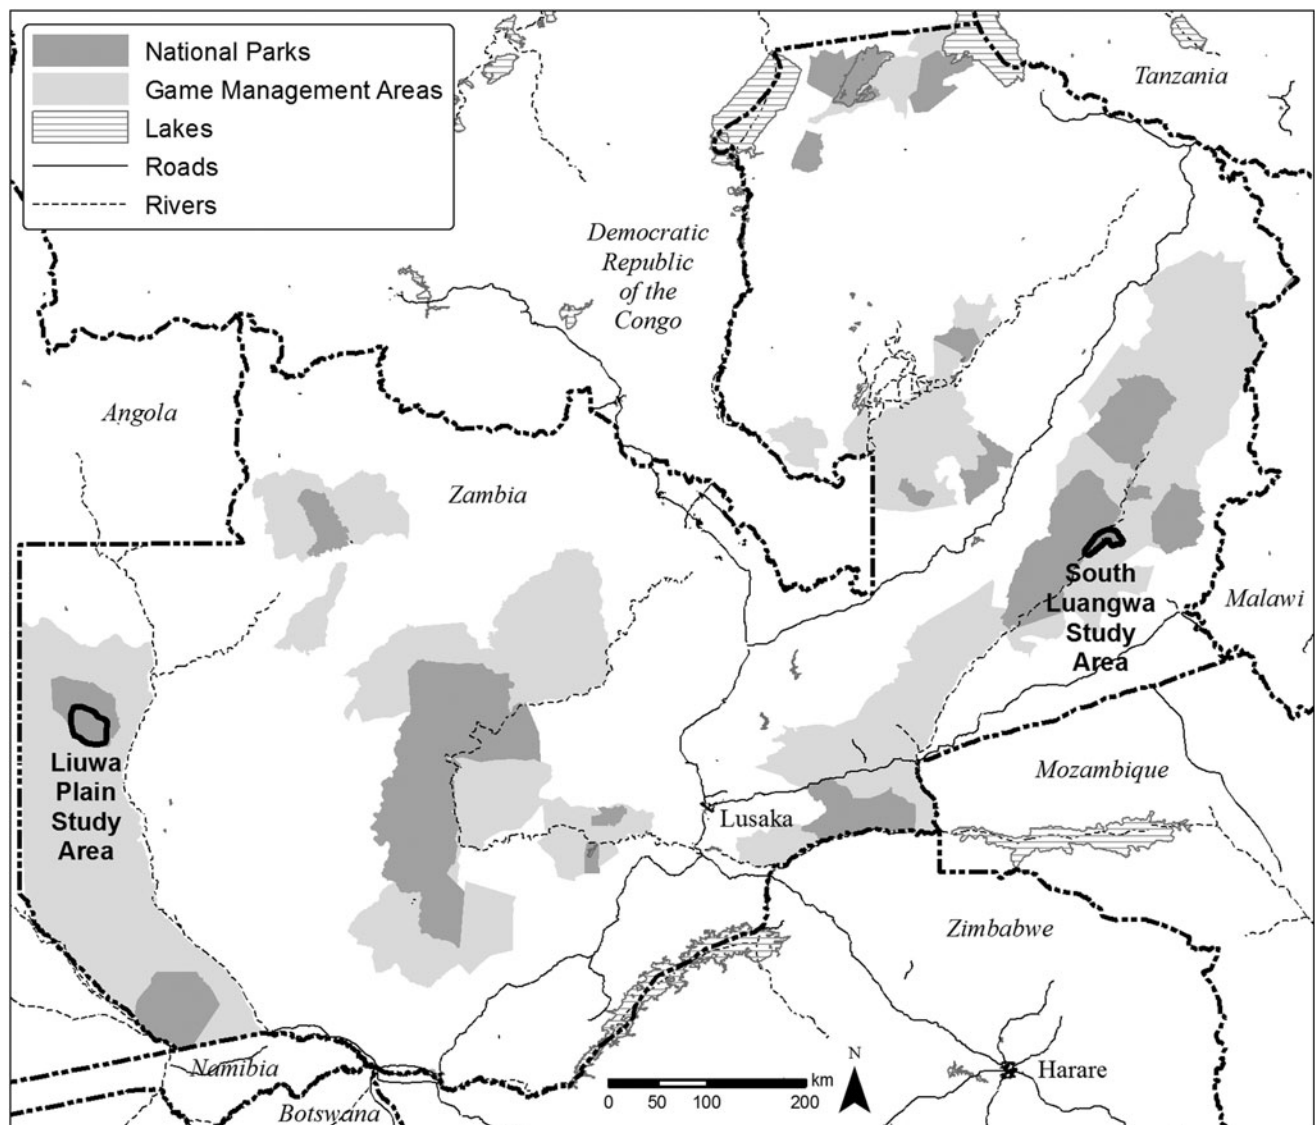 National Parks
Game Management Areas
Lakes
Roads
Rivers
Tanzania
Democratic
Republic
of the
Congo
Angola
Zambia
South
Luangwa
Study
Area
Malawi
Liuwa
Plain
Study
Area
Mozambique
Lusaka
Zimbabwe
Namibia
Botswana
Harare
N
km
0 50 100 200